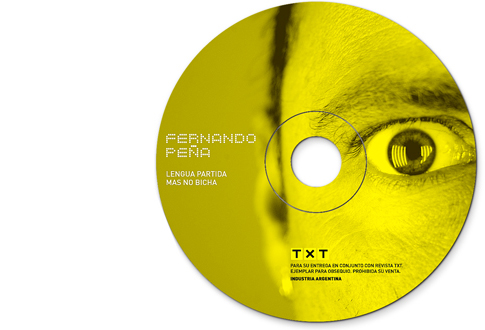 FERNANDO
PEÑA
LENGUA PARTIDA
MAS NO BICHA
TXT
PARA SU ENTREGA EN CONJUNTO CON REVISTA TXT.
EJEMPLAR PARA OBSEQUIO. PROHIBIDA SU VENTA.
INDUSTRIA ARGENTINA